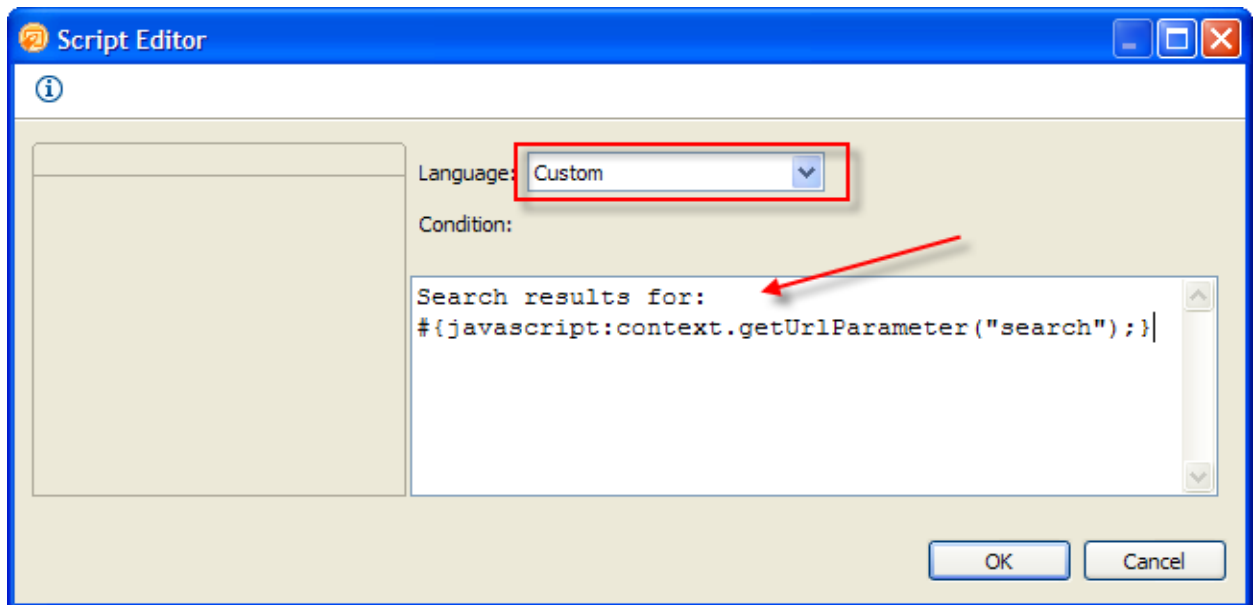 Script Editor
Language: Custom
Condition:
Search results for:
#{javascript:context.getUrlParameter("search");}
OK Cancel